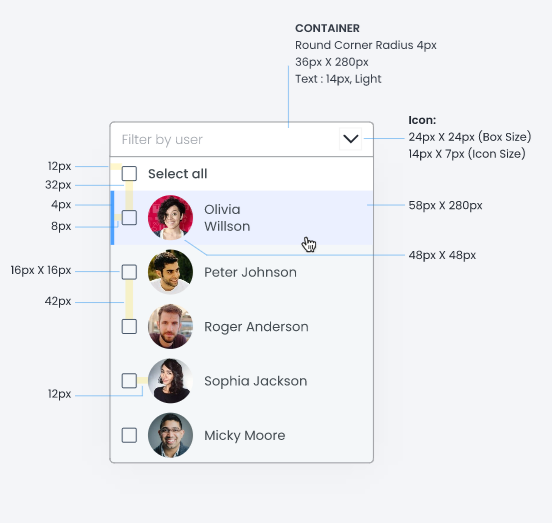 CONTAINER
Round Corner Radius 4px
36px X 280px
Text : 14px, Light
Icon:
24px X 24px (Box Size)
14px X 7px (Icon Size)
Filter by user
12px
Select all
32px
4px
Olivia
Willson
58px X 280px
8px
48px X 48px
16px X 16px
Peter Johnson
42px
Roger Anderson
Sophia Jackson
12px
Micky Moore